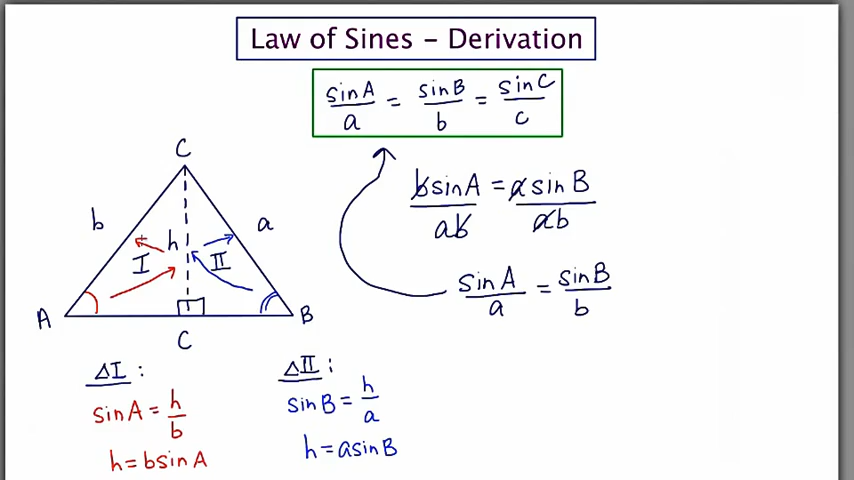 Law of Sines – Derivation
sinA/a = sinB/b = sinC/c
C
b
h
a
I
II
A
B
C
bsinA/ab = asinB/ab
sinA/a = sinB/b
ΔI :
sinA = h/b
h = bsinA
ΔII :
sinB = h/a
h = asinB